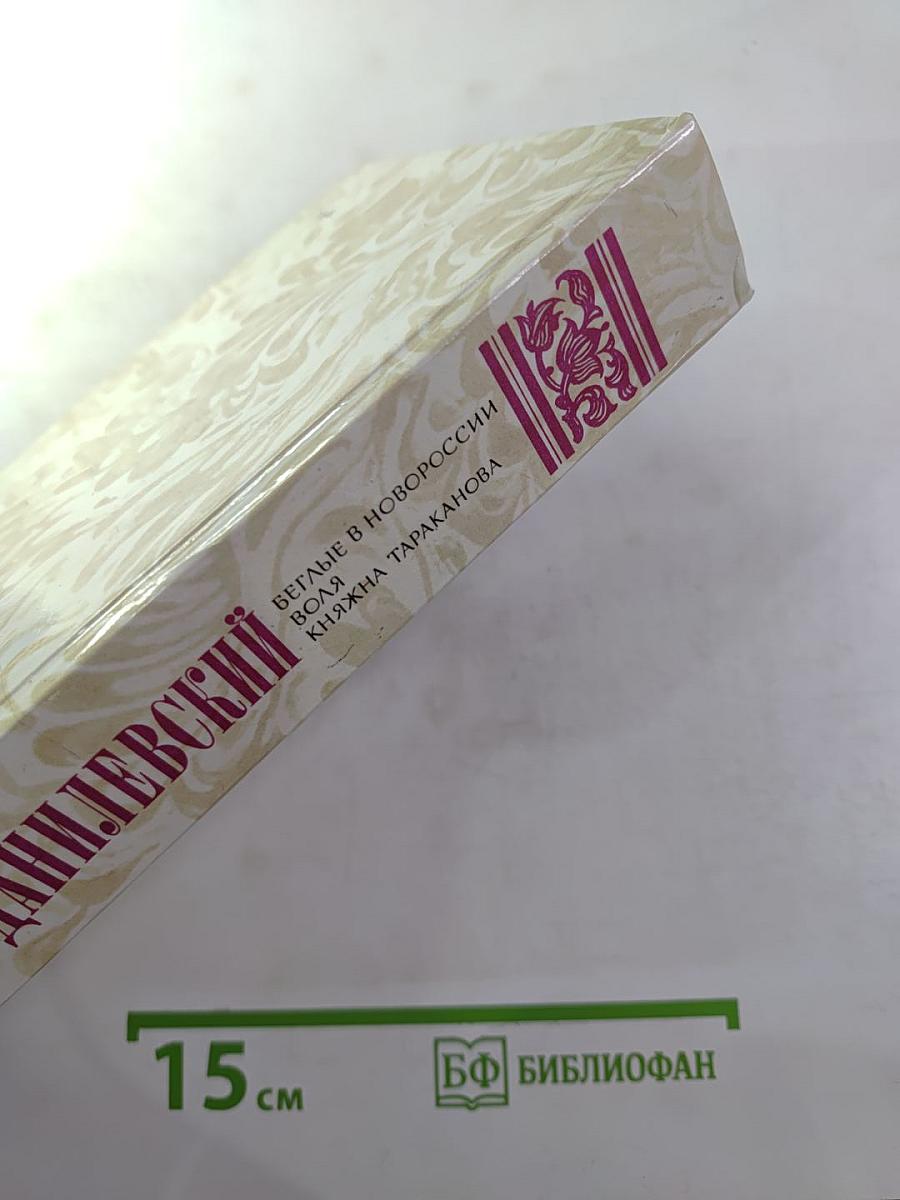 ДАНИЛЕВСКИЙ
БЕГЛЫЕ В НОВОРОССИИ
ВОЛЯ
КНЯЖНА ТАРАКАНОВА
15 см
БФ БИБЛИОФАН